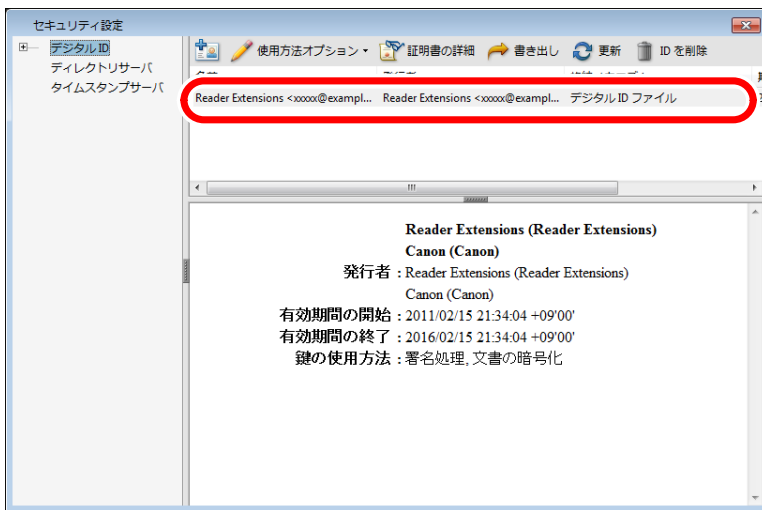 セキュリティ設定
デジタル ID
ディレクトリサーバ
タイムスタンプサーバ
使用方法オプション
証明書の詳細
書き出し
更新
ID を削除
Reader Extensions <xxxxx@exampl... Reader Extensions <xxxxx@exampl... デジタル ID ファイル
Reader Extensions (Reader Extensions)
Canon (Canon)
発行者 : Reader Extensions (Reader Extensions)
Canon (Canon)
有効期間の開始 : 2011/02/15 21:34:04 +09'00'
有効期間の終了 : 2016/02/15 21:34:04 +09'00'
鍵の使用方法 : 署名処理, 文書の暗号化